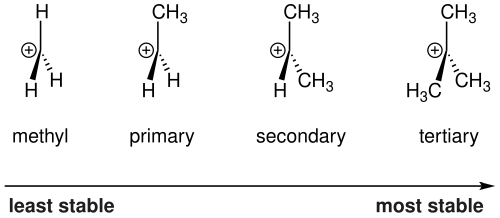 H CH3 CH3 CH3
⊕ ⊕ ⊕ ⊕
H H H H H CH3 H3C CH3
methyl primary secondary tertiary
least stable most stable